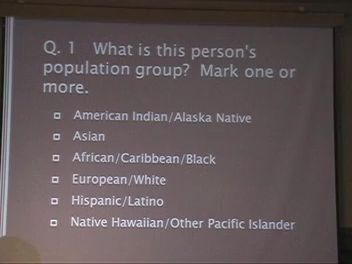 Q. 1 What is this person's
population group? Mark one or
more.
American Indian/Alaska Native
Asian
African/Caribbean/Black
European/White
Hispanic/Latino
Native Hawaiian/Other Pacific Islander